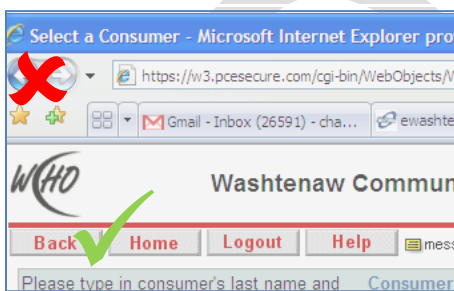 Select a Consumer - Microsoft Internet Explorer pro
https://w3.pcesecure.com/cgi-bin/WebObjects/
Gmail - Inbox (26591) - cha... ewashte
WCHO Washtenaw Commun
Back Home Logout Help mess
Please type in consumer's last name and Consumer